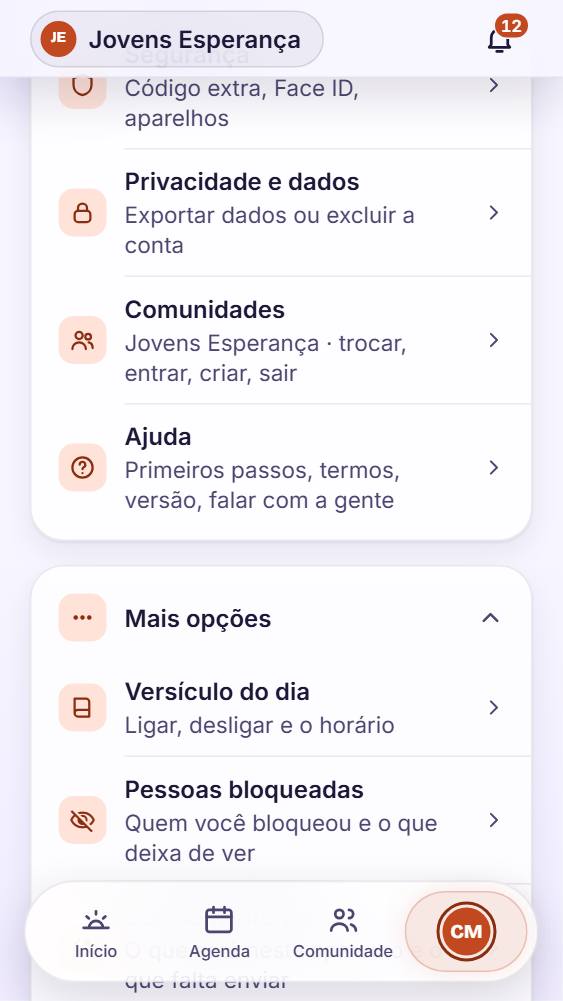 JE Jovens Esperança 12
Segurança
Código extra, Face ID,
aparelhos
Privacidade e dados
Exportar dados ou excluir a
conta
Comunidades
Jovens Esperança · trocar,
entrar, criar, sair
Ajuda
Primeiros passos, termos,
versão, falar com a gente
Mais opções
Versículo do dia
Ligar, desligar e o horário
Pessoas bloqueadas
Quem você bloqueou e o que
deixa de ver
CM
Início Agenda Comunidade
que falta enviar